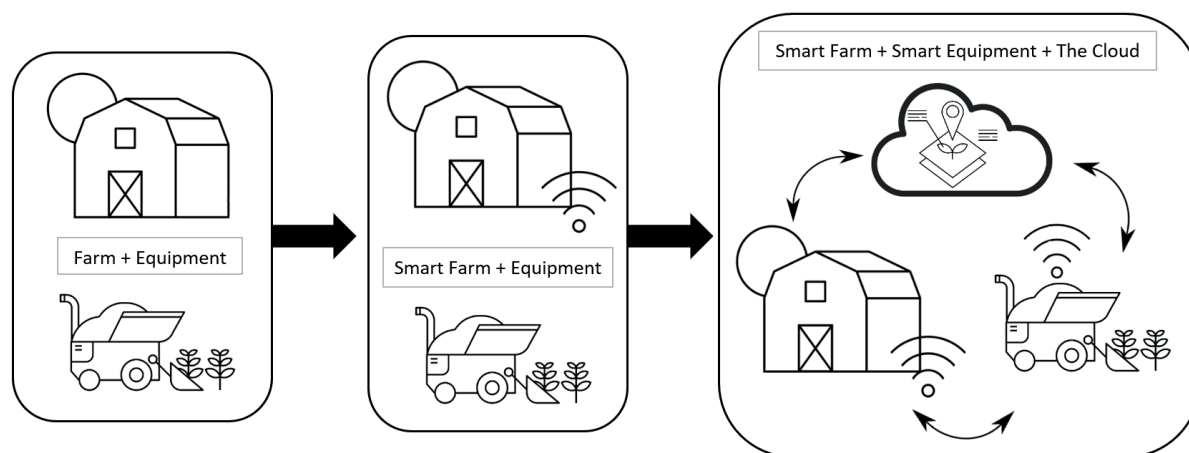 Farm + Equipment
Smart Farm + Equipment
Smart Farm + Smart Equipment + The Cloud